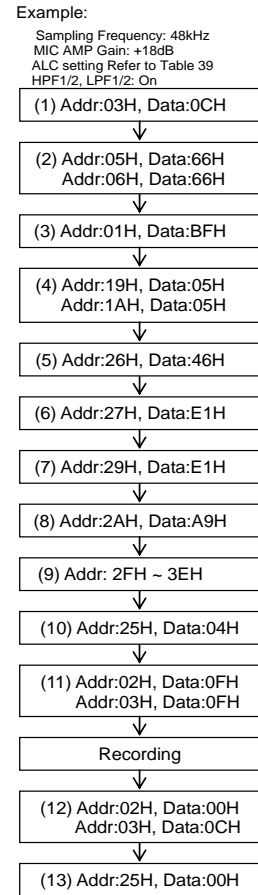 Example:
Sampling Frequency: 48kHz
MIC AMP Gain: +18dB
ALC setting Refer to Table 39
HPF1/2, LPF1/2: On
(1) Addr:03H, Data:0CH
(2) Addr:05H, Data:66H
Addr:06H, Data:66H
(3) Addr:01H, Data:BFH
(4) Addr:19H, Data:05H
Addr:1AH, Data:05H
(5) Addr:26H, Data:46H
(6) Addr:27H, Data:E1H
(7) Addr:29H, Data:E1H
(8) Addr:2AH, Data:A9H
(9) Addr: 2FH ~ 3EH
(10) Addr:25H, Data:04H
(11) Addr:02H, Data:0FH
Addr:03H, Data:0FH
Recording
(12) Addr:02H, Data:00H
Addr:03H, Data:0CH
(13) Addr:25H, Data:00H